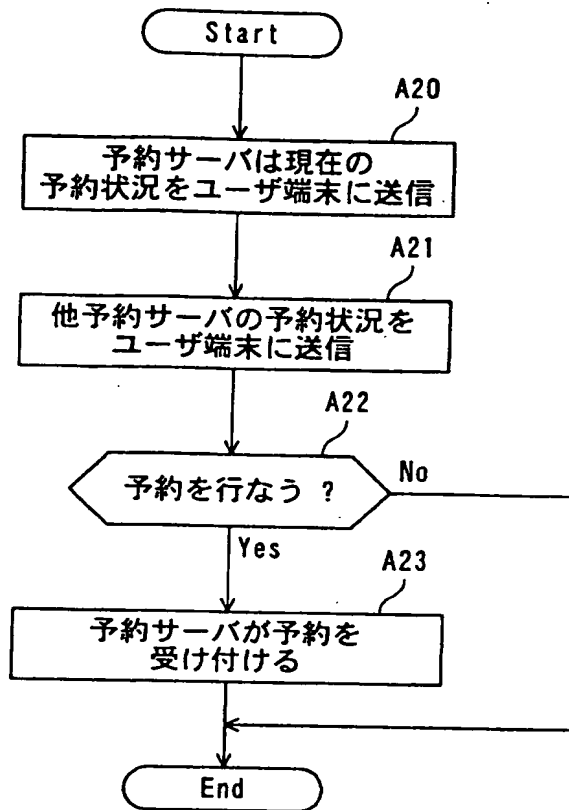 Start
A20
予約サーバは現在の
予約状況をユーザ端末に送信
A21
他予約サーバの予約状況を
ユーザ端末に送信
A22
予約を行なう ?
No
Yes
A23
予約サーバが予約を
受け付ける
End